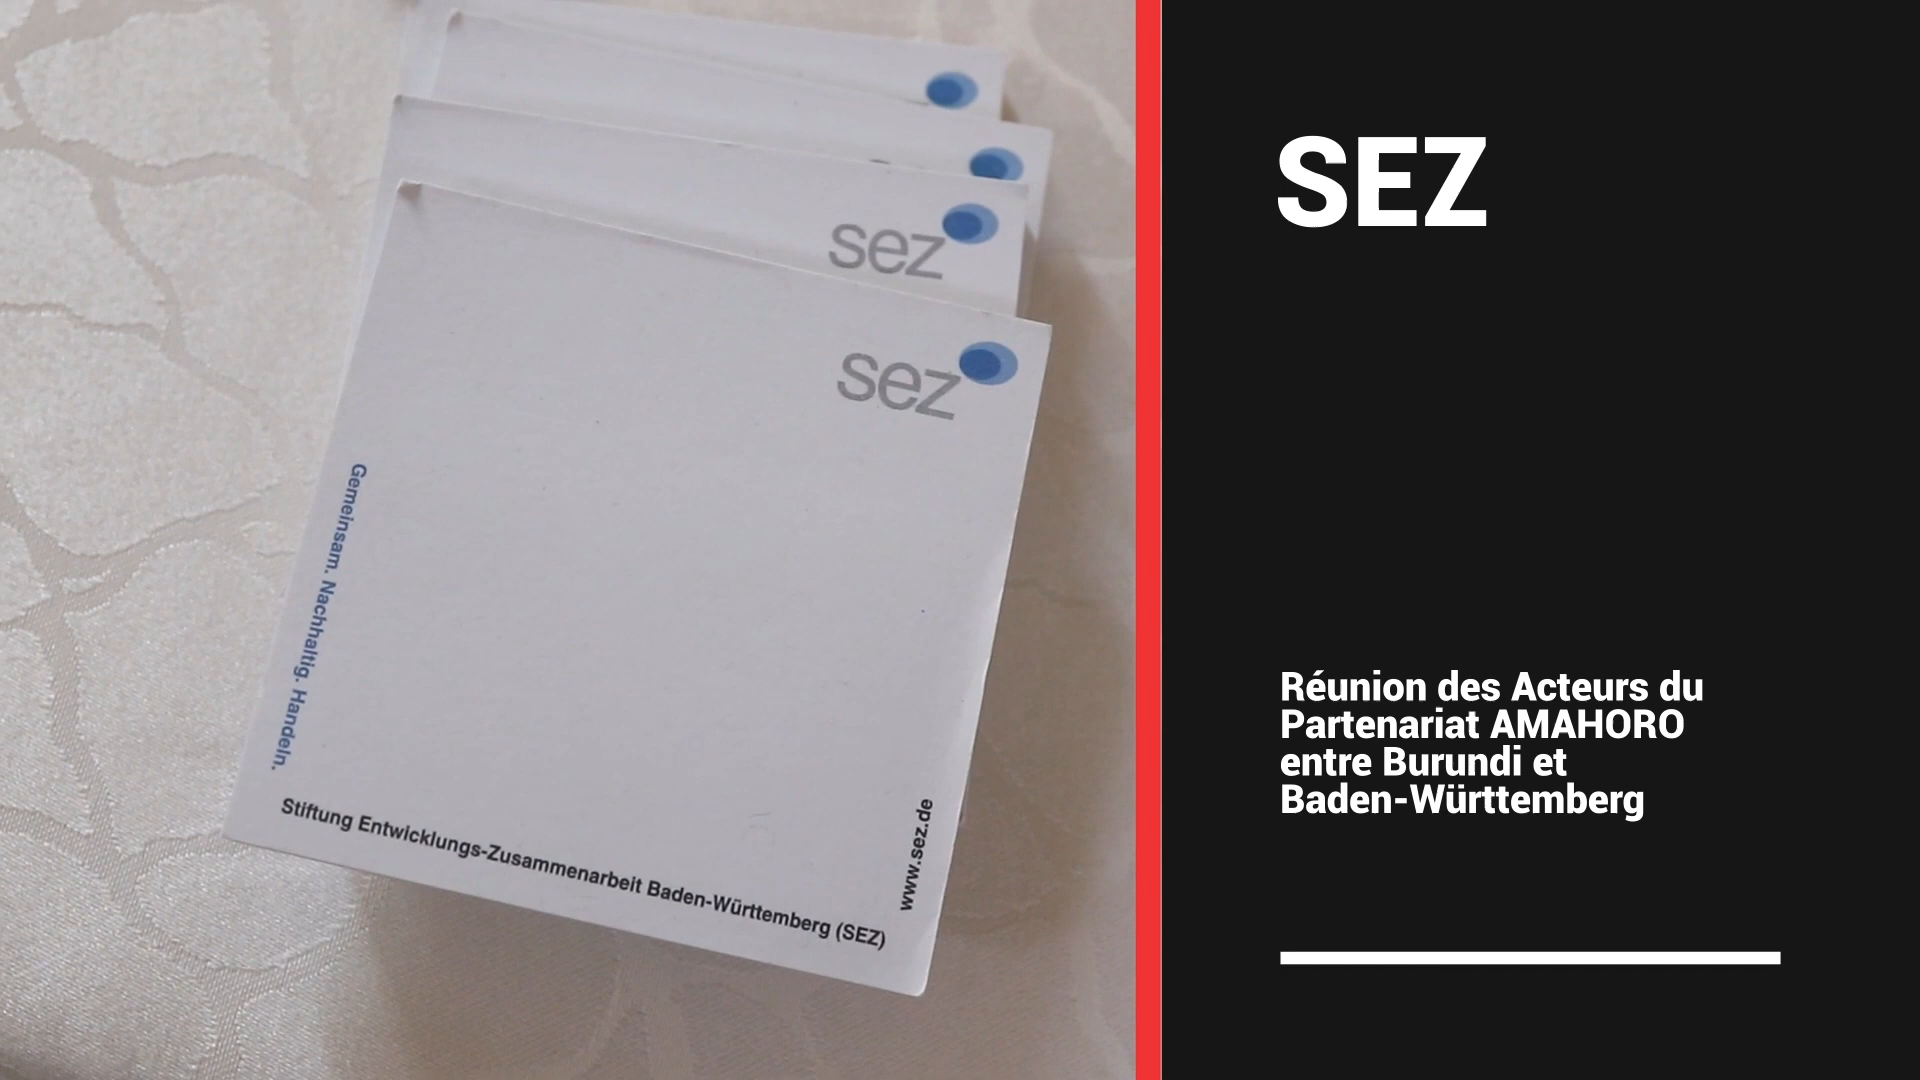 sez
sez
Gemeinsam. Nachhaltig. Handeln.
Stiftung Entwicklungs-Zusammenarbeit Baden-Württemberg (SEZ)
www.sez.de
SEZ
Réunion des Acteurs du
Partenariat AMAHORO
entre Burundi et
Baden-Württemberg